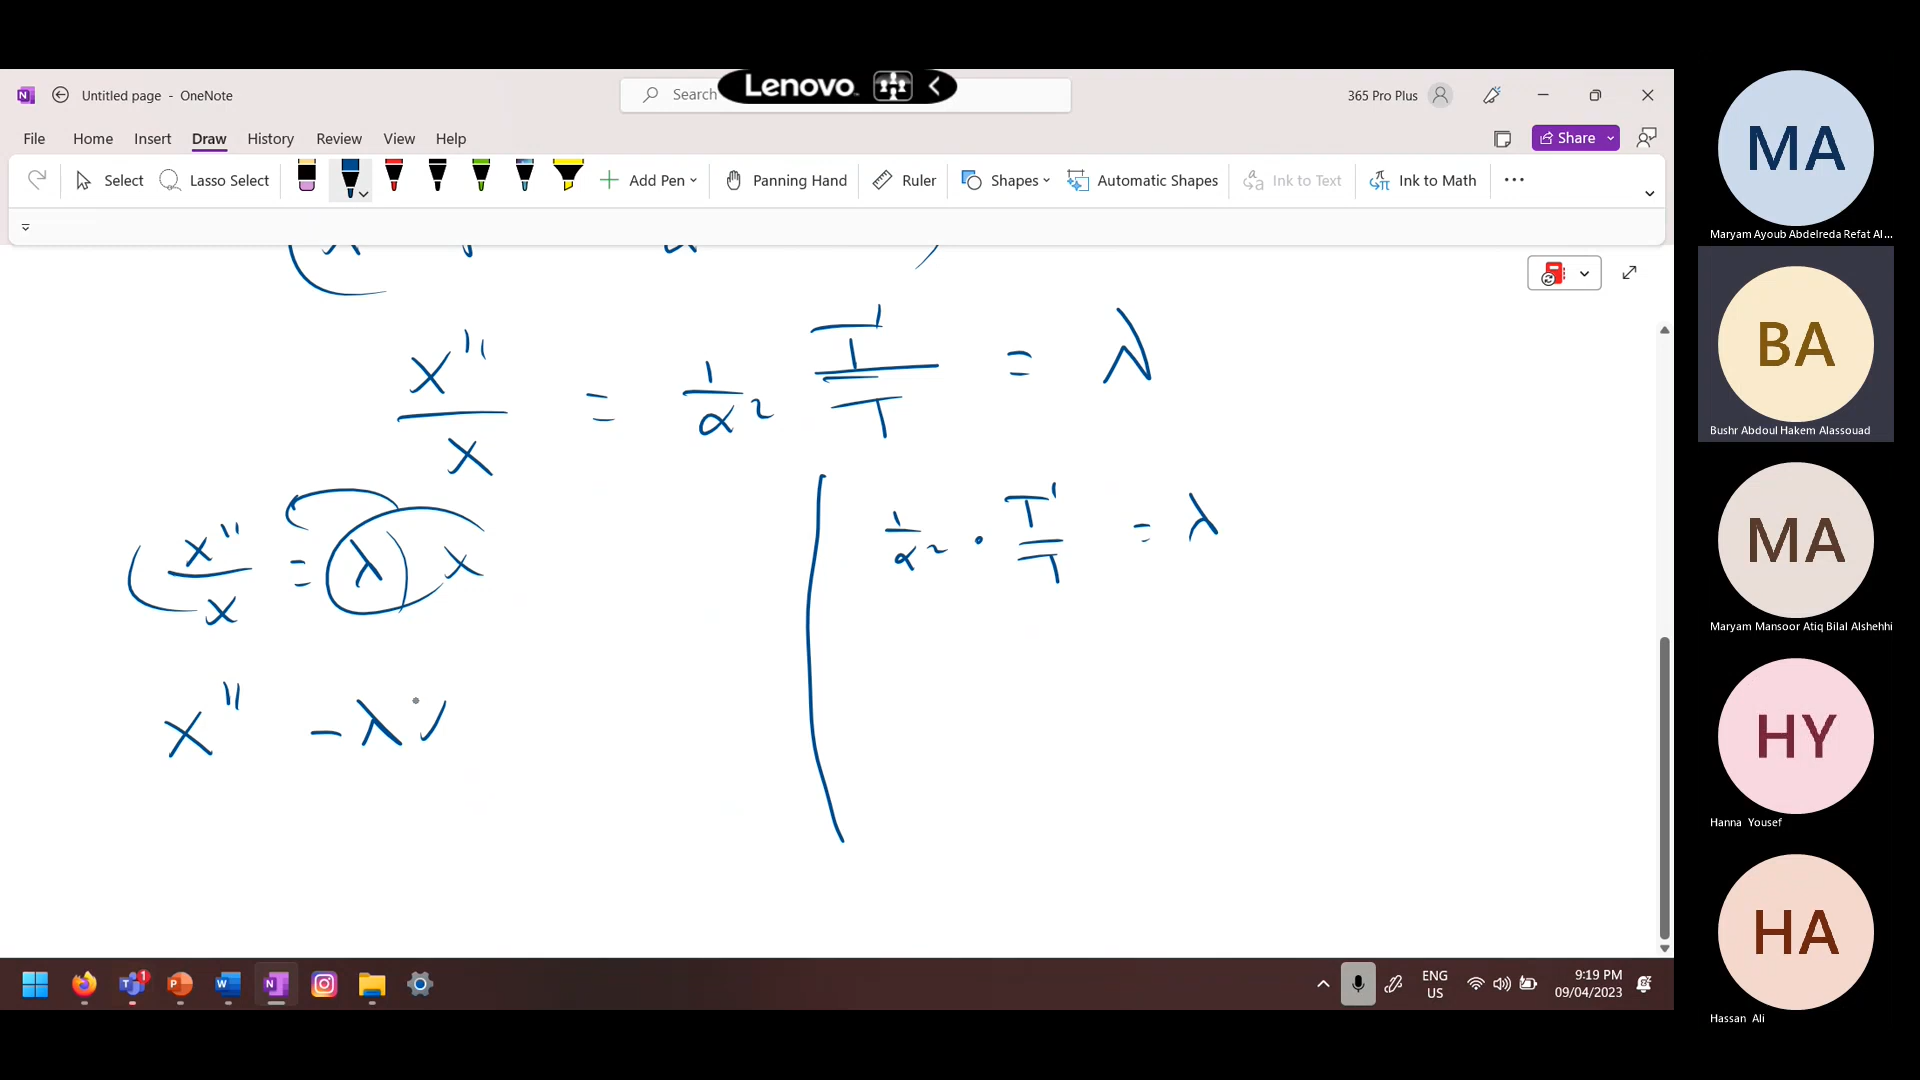 Lenovo
Untitled page - OneNote
Search
365 Pro Plus
File Home Insert Draw History Review View Help
Share
Select Lasso Select Add Pen Panning Hand Ruler Shapes Automatic Shapes Ink to Text Ink to Math
X'' / X = 1/α² T' / T = λ
X'' / X = λ X
1/α² · T' / T = λ
X'' - λ
MA
Maryam Ayoub Abdelreda Refat Al...
BA
Bushr Abdoul Hakem Alassouad
MA
Maryam Mansoor Atiq Bilal Alshehhi
HY
Hanna Yousef
HA
Hassan Ali
1
ENG
US
9:19 PM
09/04/2023